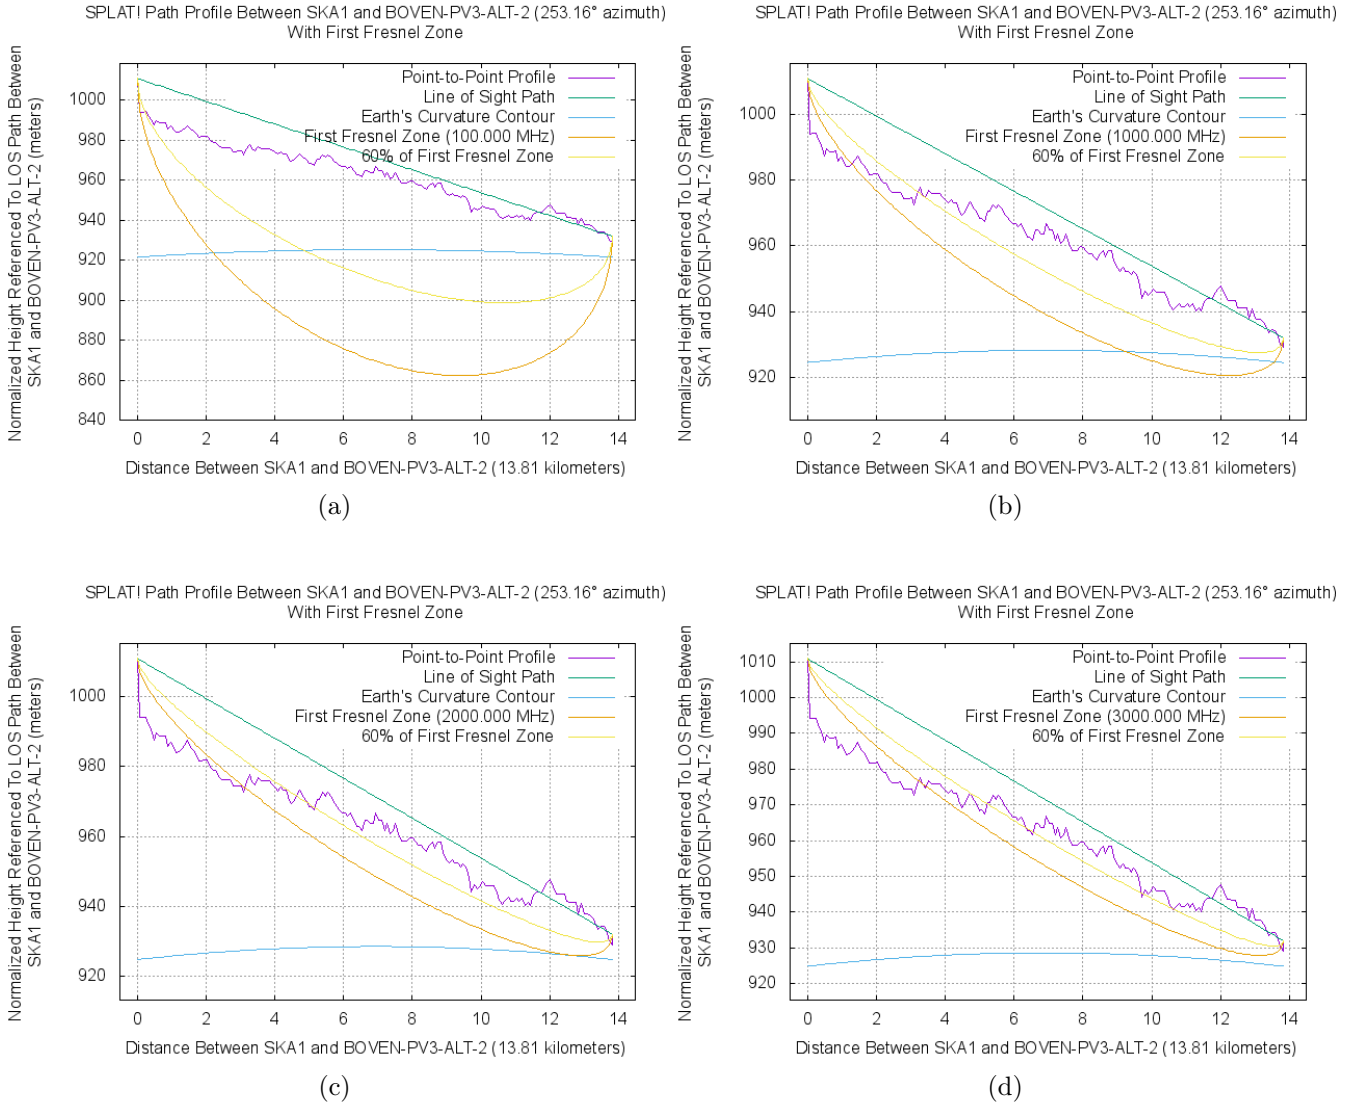 SPLAT! Path Profile Between SKA1 and BOVEN-PV3-ALT-2 (253.16° azimuth)
With First Fresnel Zone
Normalized Height Referenced To LOS Path Between
SKA1 and BOVEN-PV3-ALT-2 (meters)
Point-to-Point Profile
Line of Sight Path
Earth's Curvature Contour
First Fresnel Zone (100.000 MHz)
60% of First Fresnel Zone
1000
980
960
940
920
900
880
860
840
0 2 4 6 8 10 12 14
Distance Between SKA1 and BOVEN-PV3-ALT-2 (13.81 kilometers)
(a)
SPLAT! Path Profile Between SKA1 and BOVEN-PV3-ALT-2 (253.16° azimuth)
With First Fresnel Zone
Normalized Height Referenced To LOS Path Between
SKA1 and BOVEN-PV3-ALT-2 (meters)
Point-to-Point Profile
Line of Sight Path
Earth's Curvature Contour
First Fresnel Zone (1000.000 MHz)
60% of First Fresnel Zone
1000
980
960
940
920
0 2 4 6 8 10 12 14
Distance Between SKA1 and BOVEN-PV3-ALT-2 (13.81 kilometers)
(b)
SPLAT! Path Profile Between SKA1 and BOVEN-PV3-ALT-2 (253.16° azimuth)
With First Fresnel Zone
Normalized Height Referenced To LOS Path Between
SKA1 and BOVEN-PV3-ALT-2 (meters)
Point-to-Point Profile
Line of Sight Path
Earth's Curvature Contour
First Fresnel Zone (2000.000 MHz)
60% of First Fresnel Zone
1000
980
960
940
920
0 2 4 6 8 10 12 14
Distance Between SKA1 and BOVEN-PV3-ALT-2 (13.81 kilometers)
(c)
SPLAT! Path Profile Between SKA1 and BOVEN-PV3-ALT-2 (253.16° azimuth)
With First Fresnel Zone
Normalized Height Referenced To LOS Path Between
SKA1 and BOVEN-PV3-ALT-2 (meters)
Point-to-Point Profile
Line of Sight Path
Earth's Curvature Contour
First Fresnel Zone (3000.000 MHz)
60% of First Fresnel Zone
1010
1000
990
980
970
960
950
940
930
920
0 2 4 6 8 10 12 14
Distance Between SKA1 and BOVEN-PV3-ALT-2 (13.81 kilometers)
(d)